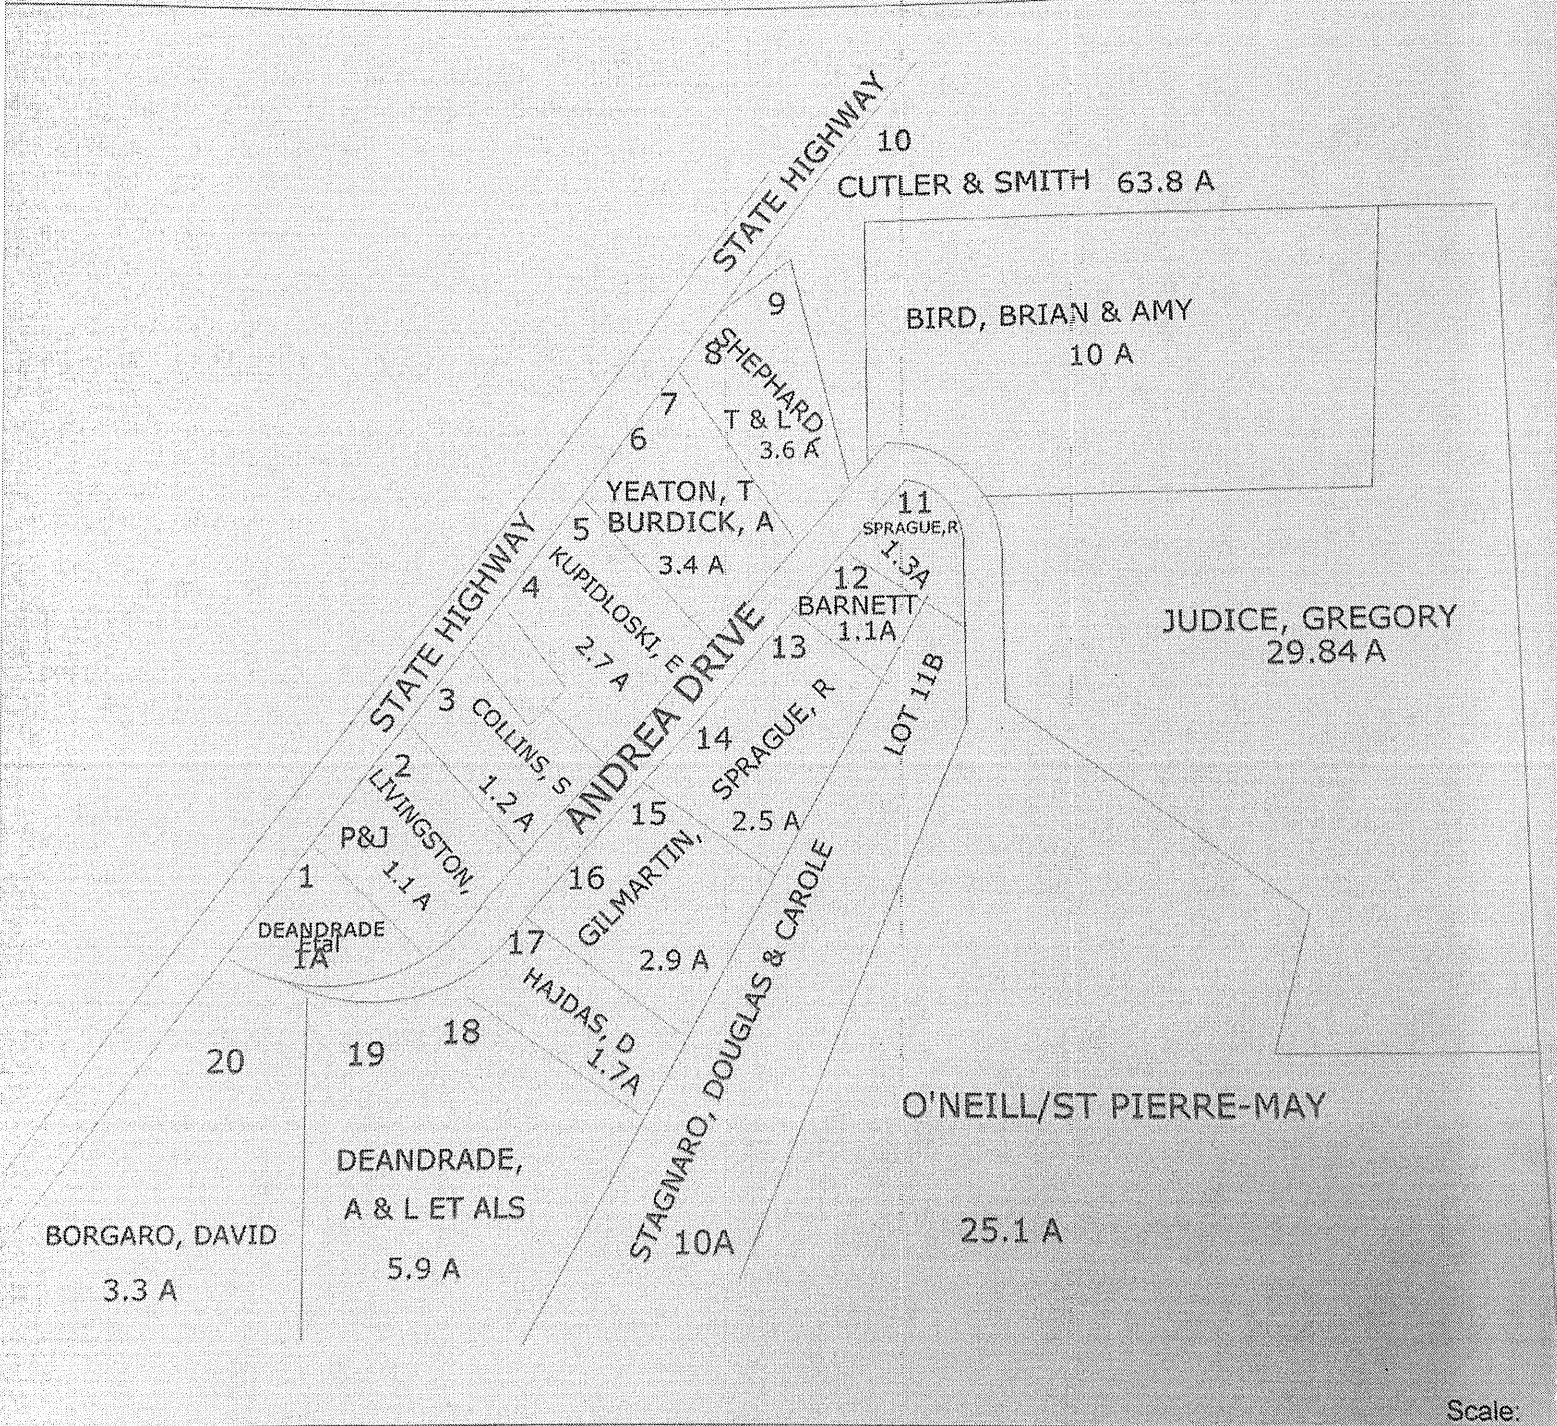 STATE HIGHWAY
10
CUTLER & SMITH 63.8 A
9
BIRD, BRIAN & AMY
10 A
8
SHEPHARD,
T & L
3.6 A
7
6
YEATON, T
BURDICK, A
3.4 A
5
4
KUPIDLOSKI, E
2.7 A
STATE HIGHWAY
11
SPRAGUE,R
1.3A
12
BARNETT
1.1A
13
JUDICE, GREGORY
29.84 A
LOT 11B
3
COLLINS, S
1.2 A
ANDREA DRIVE
14
SPRAGUE, R
2.5 A
2
LIVINGSTON,
P&J
1.1 A
15
16
GILMARTIN,
2.9 A
1
DEANDRADE
Etal
1A
17
HAJDAS, D
1.7A
STAGNARO, DOUGLAS & CAROLE
10A
20
19
18
O'NEILL/ST PIERRE-MAY
25.1 A
DEANDRADE,
A & L ET ALS
5.9 A
BORGARO, DAVID
3.3 A
Scale: